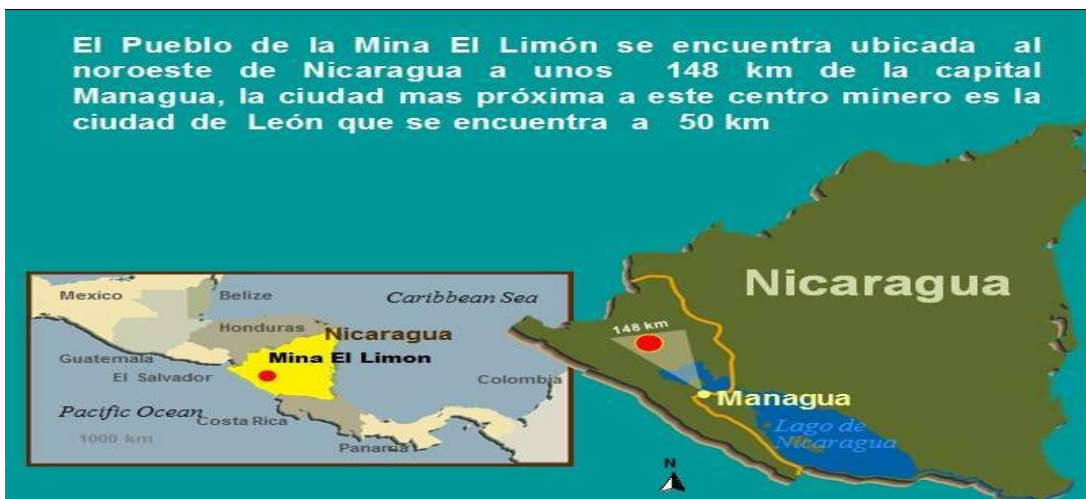 El Pueblo de la Mina El Limón se encuentra ubicada al
noroeste de Nicaragua a unos 148 km de la capital
Managua, la ciudad mas próxima a este centro minero es la
ciudad de León que se encuentra a 50 km
Mexico
Belize
Caribbean Sea
Honduras
Nicaragua
Guatemala
Mina El Limon
El Salvador
Colombia
Pacific Ocean
Costa Rica
1000 km
Panama
Nicaragua
148 km
Managua
Lago de
Nicaragua
N